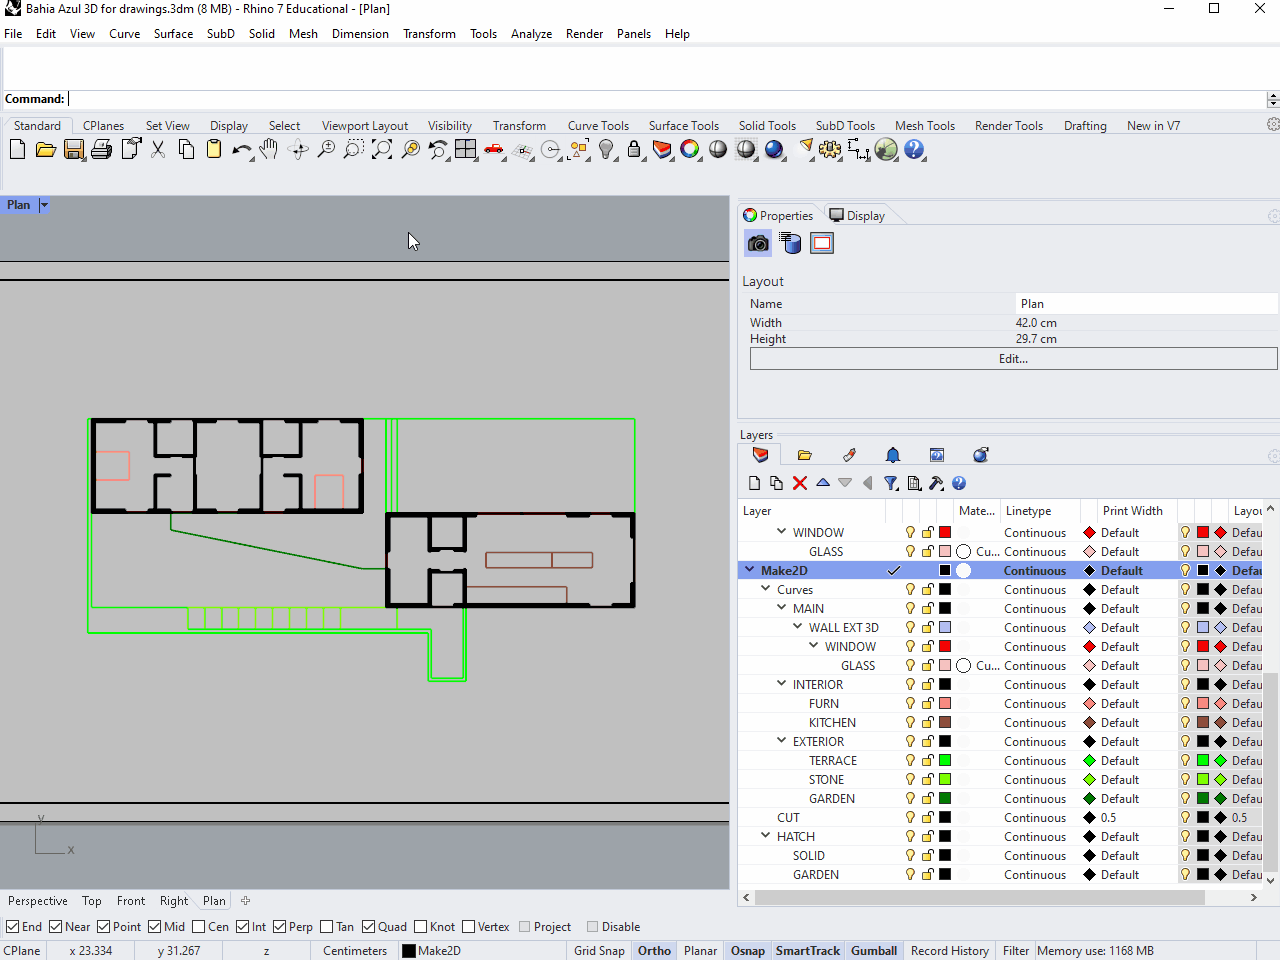 Bahia Azul 3D for drawings.3dm (8 MB) - Rhino 7 Educational - [Plan]
File Edit View Curve Surface SubD Solid Mesh Dimension Transform Tools Analyze Render Panels Help
Command:
Standard CPlanes Set View Display Select Viewport Layout Visibility Transform Curve Tools Surface Tools Solid Tools SubD Tools Mesh Tools Render Tools Drafting New in V7
Plan
Properties Display
Layout
Name Plan
Width 42.0 cm
Height 29.7 cm
Edit...
Layers
Layer Mate... Linetype Print Width Layou
WINDOW Continuous Default Defau
GLASS Cu... Continuous Default Defau
Make2D Continuous Default Defau
Curves Continuous Default Defau
MAIN Continuous Default Defau
WALL EXT 3D Continuous Default Defau
WINDOW Continuous Default Defau
GLASS Cu... Continuous Default Defau
INTERIOR Continuous Default Defau
FURN Continuous Default Defau
KITCHEN Continuous Default Defau
EXTERIOR Continuous Default Defau
TERRACE Continuous Default Defau
STONE Continuous Default Defau
GARDEN Continuous Default Defau
CUT Continuous 0.5 0.5
HATCH Continuous Default Defau
SOLID Continuous Default Defau
GARDEN Continuous Default Defau
y
x
Perspective Top Front Right Plan
End Near Point Mid Cen Int Perp Tan Quad Knot Vertex Project Disable
CPlane x 23.334 y 31.267 z Centimeters Make2D Grid Snap Ortho Planar Osnap SmartTrack Gumball Record History Filter Memory use: 1168 MB